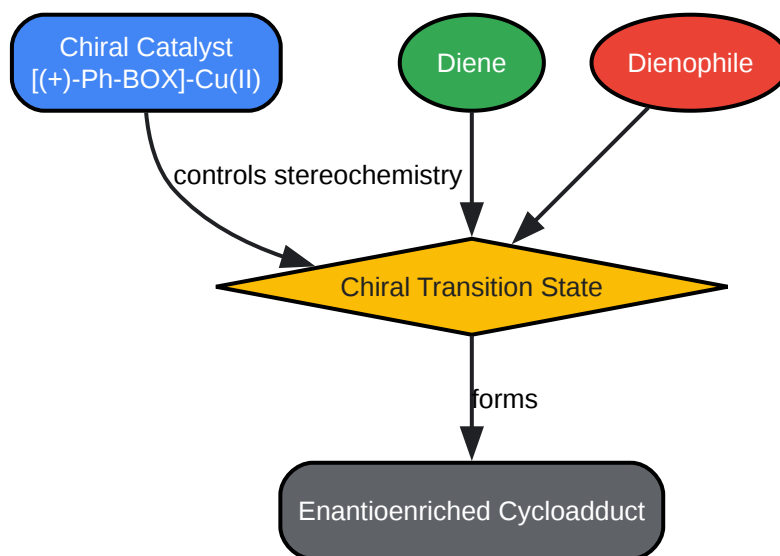 Chiral Catalyst
[(+)-Ph-BOX]-Cu(II)
Diene
Dienophile
controls stereochemistry
Chiral Transition State
forms
Enantioenriched Cycloadduct